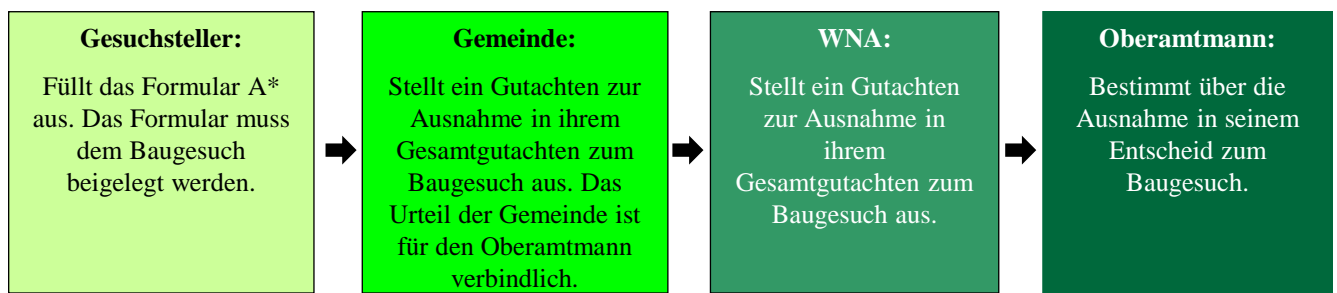 Gesuchsteller:
Füllt das Formular A*
aus. Das Formular muss
dem Baugesuch
beigelegt werden.
Gemeinde:
Stellt ein Gutachten zur
Ausnahme in ihrem
Gesamtgutachten zum
Baugesuch aus. Das
Urteil der Gemeinde ist
für den Oberamtmann
verbindlich.
WNA:
Stellt ein Gutachten
zur Ausnahme in
ihrem
Gesamtgutachten zum
Baugesuch aus.
Oberamtmann:
Bestimmt über die
Ausnahme in seinem
Entscheid zum
Baugesuch.